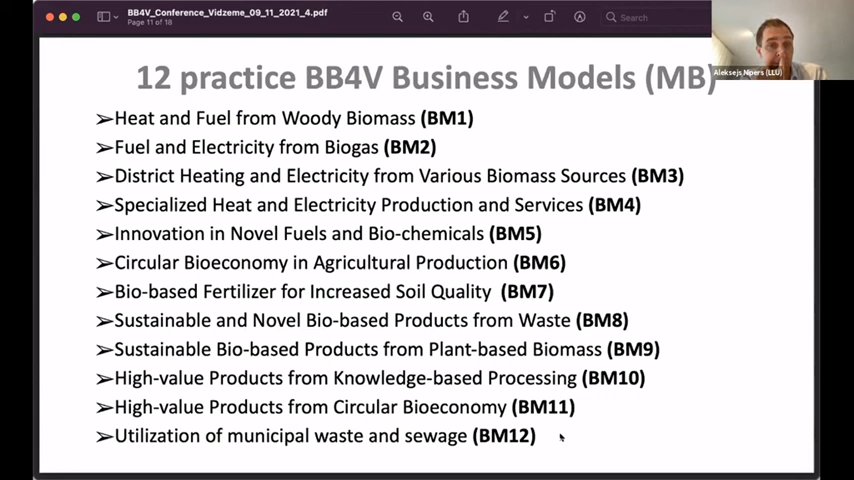 BB4V_Conference_Vidzeme_09_11_2021_4.pdf
Page 11 of 18
Search
Aleksejs Nipers (LLU)
12 practice BB4V Business Models (MB)
➢Heat and Fuel from Woody Biomass (BM1)
➢Fuel and Electricity from Biogas (BM2)
➢District Heating and Electricity from Various Biomass Sources (BM3)
➢Specialized Heat and Electricity Production and Services (BM4)
➢Innovation in Novel Fuels and Bio-chemicals (BM5)
➢Circular Bioeconomy in Agricultural Production (BM6)
➢Bio-based Fertilizer for Increased Soil Quality (BM7)
➢Sustainable and Novel Bio-based Products from Waste (BM8)
➢Sustainable Bio-based Products from Plant-based Biomass (BM9)
➢High-value Products from Knowledge-based Processing (BM10)
➢High-value Products from Circular Bioeconomy (BM11)
➢Utilization of municipal waste and sewage (BM12)